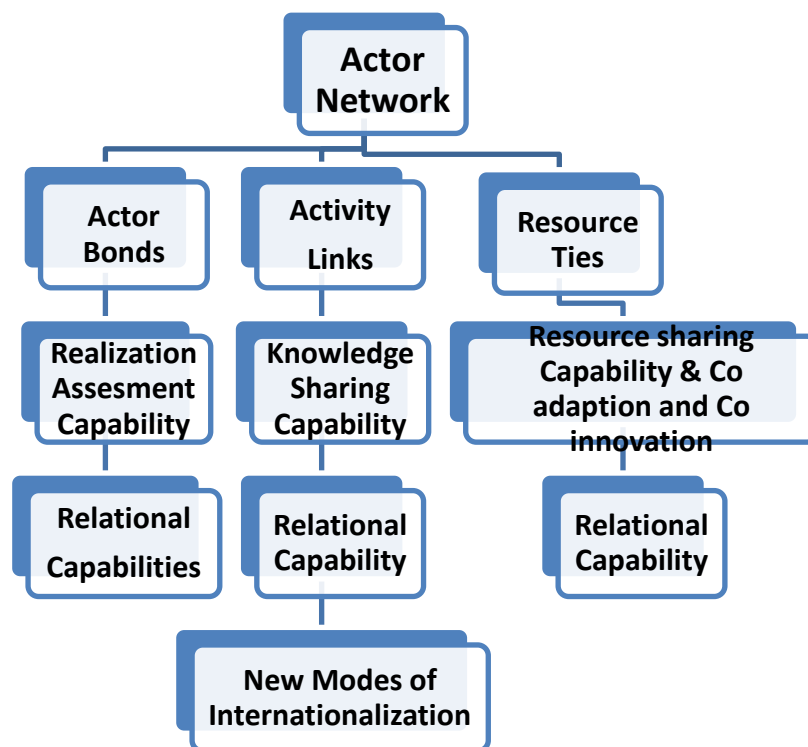 Actor
Network
Actor
Bonds
Activity
Links
Resource
Ties
Realization
Assesment
Capability
Knowledge
Sharing
Capability
Resource sharing
Capability & Co
adaption and Co
innovation
Relational
Capabilities
Relational
Capability
Relational
Capability
New Modes of
Internationalization